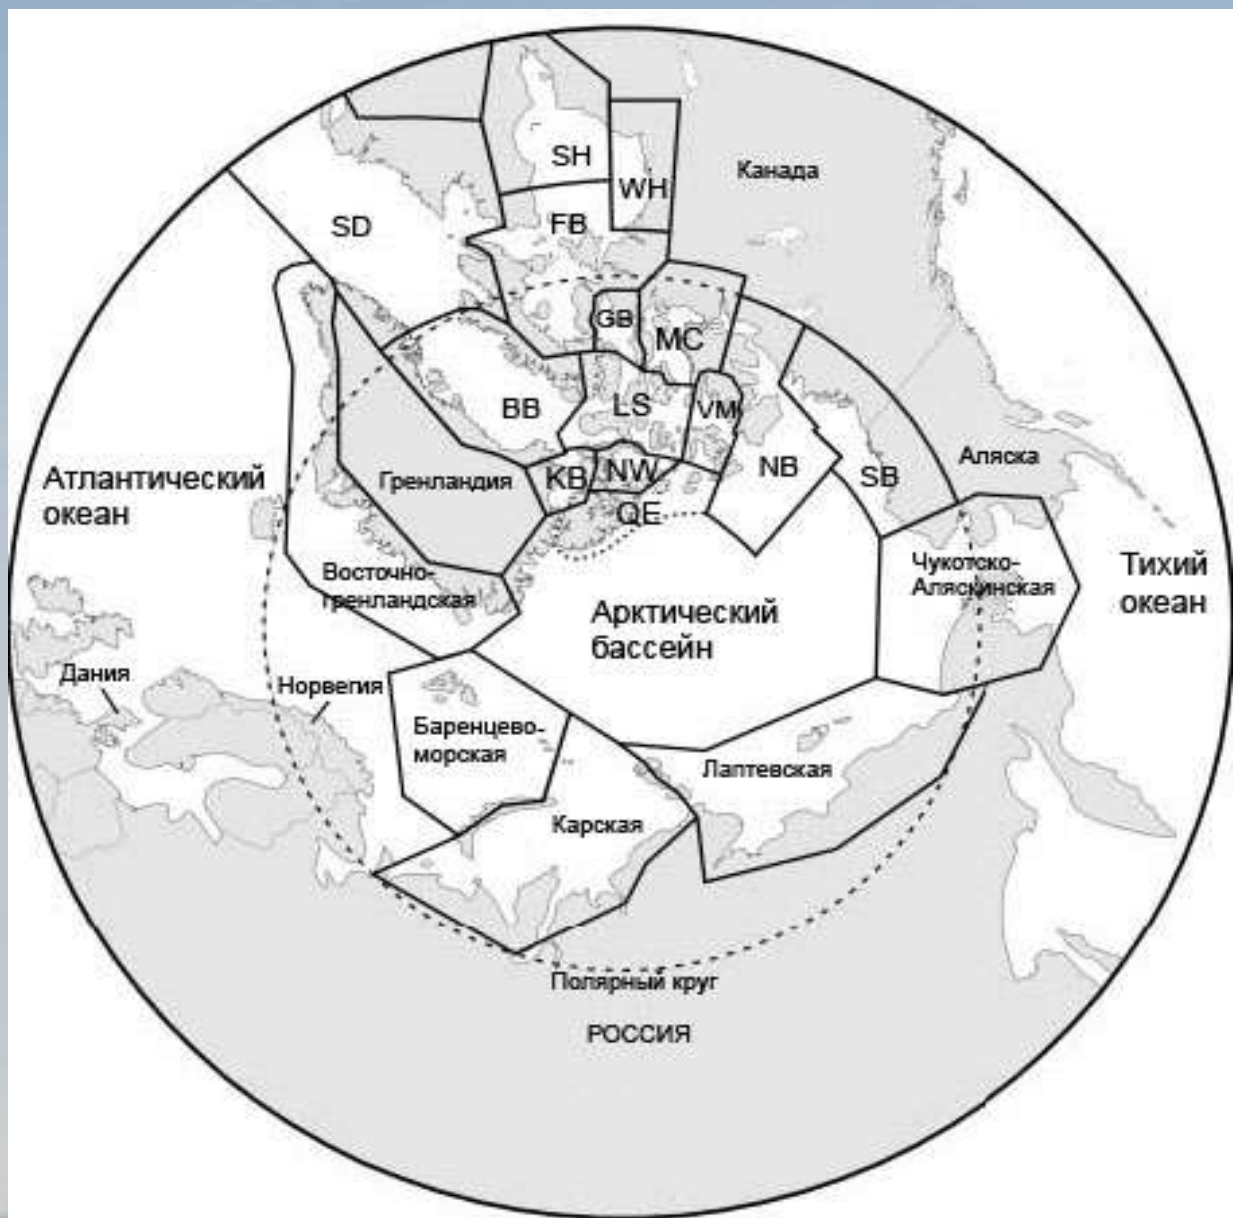 SH
Канада
WH
SD
FB
GB
MC
BB
LS
VM
Атлантический
океан
Гренландия
KB
NW
NB
SB
Аляска
QE
Восточно-
гренландская
Чукотско-
Аляскинская
Тихий
океан
Арктический
бассейн
Дания
Норвегия
Баренцево-
морская
Лаптевская
Карская
Полярный круг
РОССИЯ